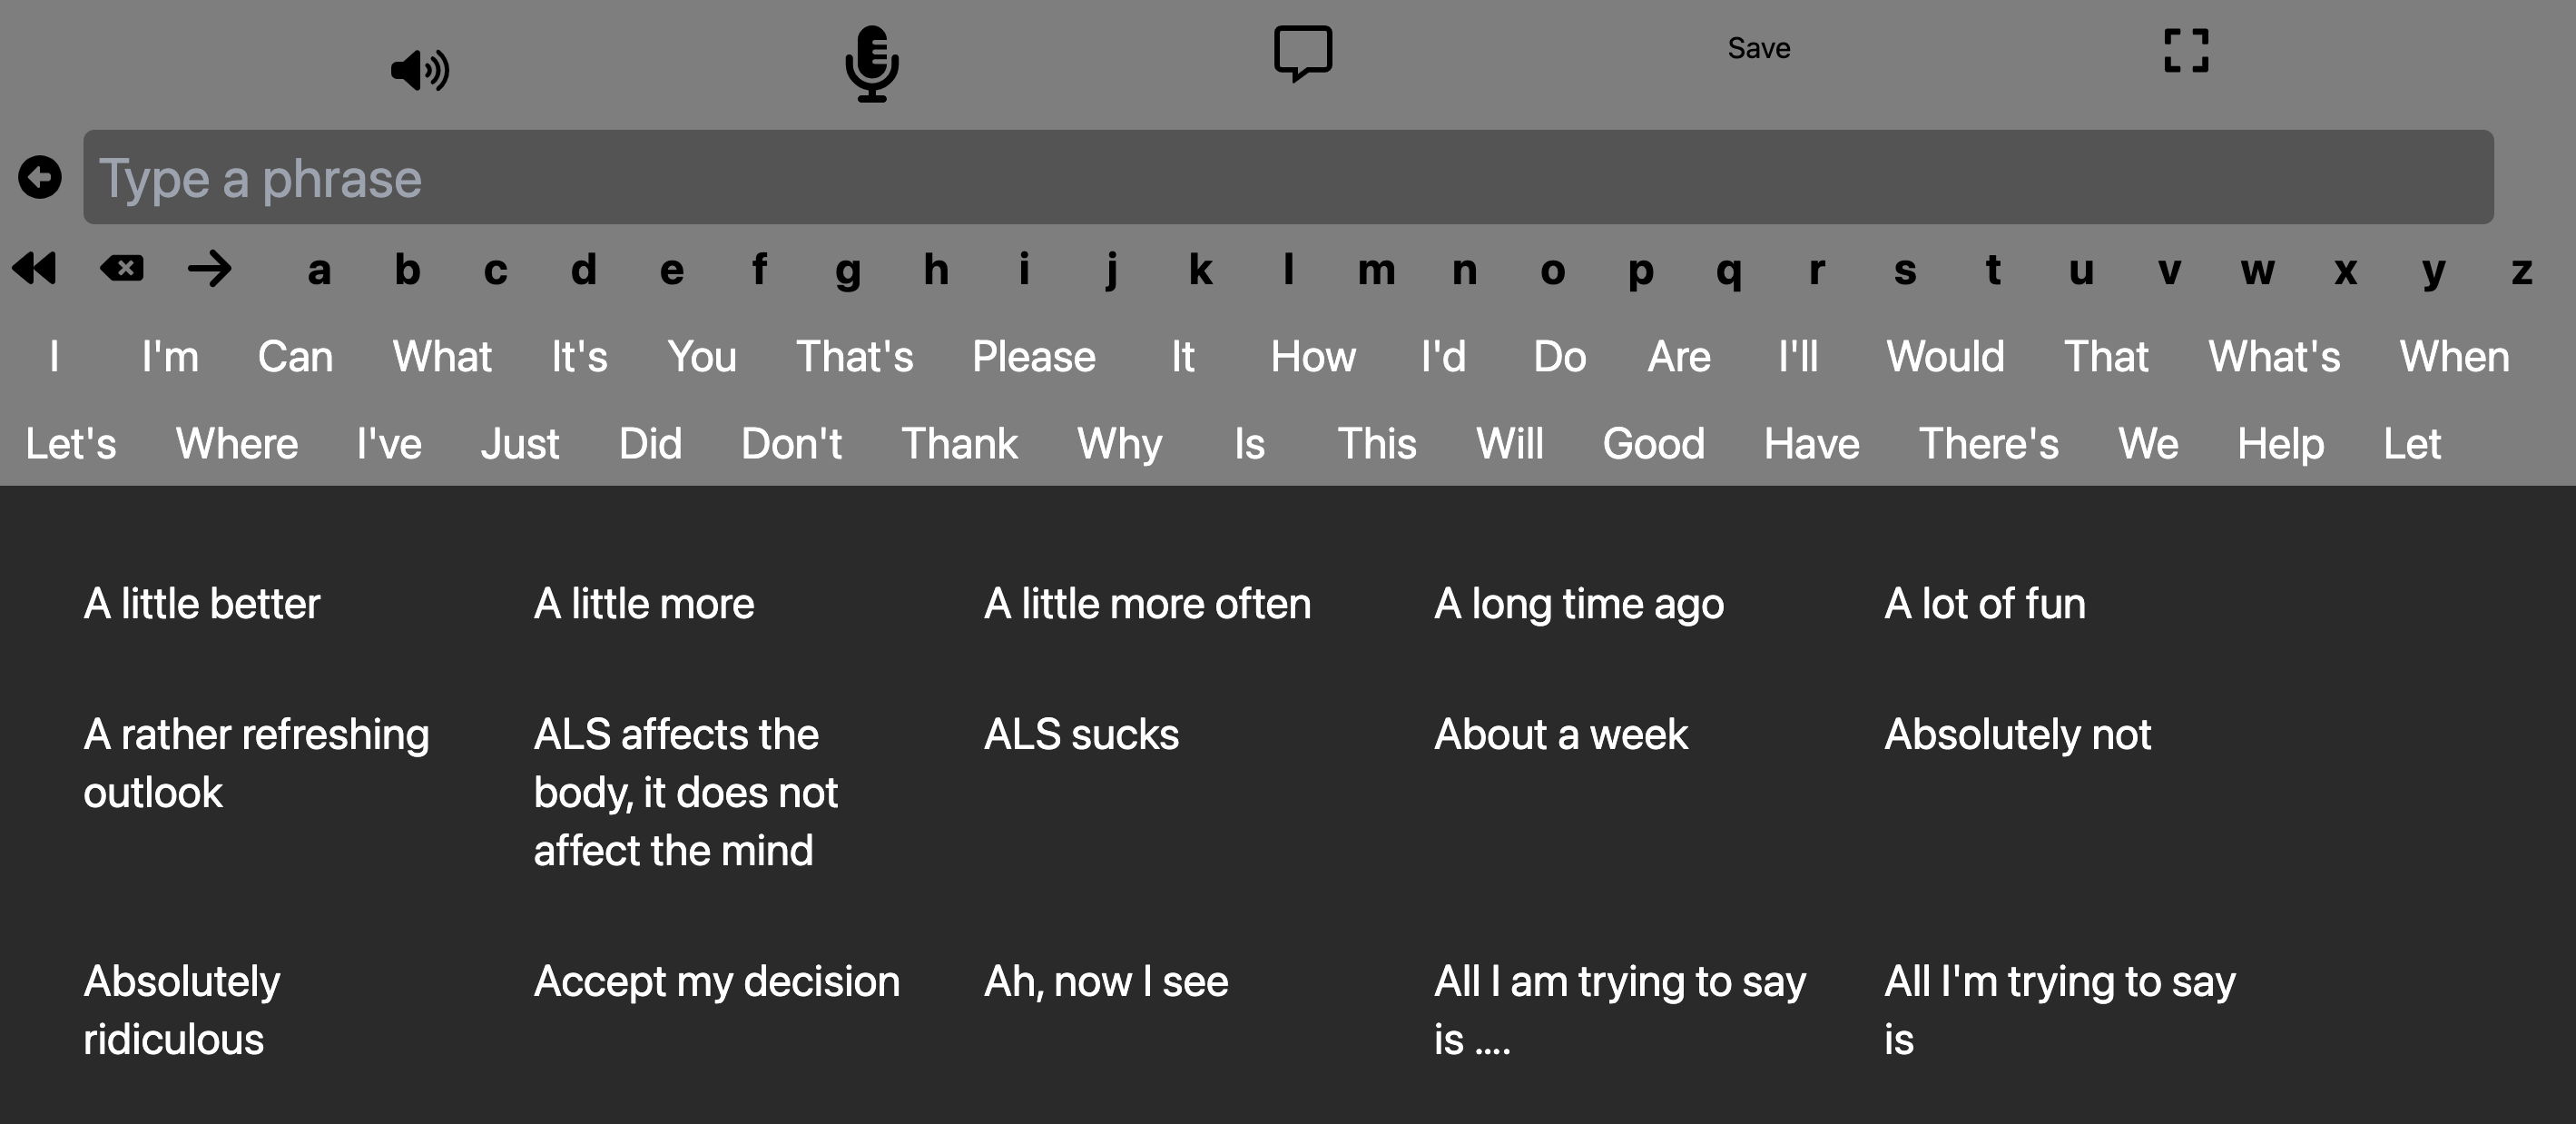 Save
Type a phrase
a b c d e f g h i j k l m n o p q r s t u v w x y z
I I'm Can What It's You That's Please It How I'd Do Are I'll Would That What's When
Let's Where I've Just Did Don't Thank Why Is This Will Good Have There's We Help Let
A little better
A little more
A little more often
A long time ago
A lot of fun
A rather refreshing
outlook
ALS affects the
body, it does not
affect the mind
ALS sucks
About a week
Absolutely not
Absolutely
ridiculous
Accept my decision
Ah, now I see
All I am trying to say
is ....
All I'm trying to say
is